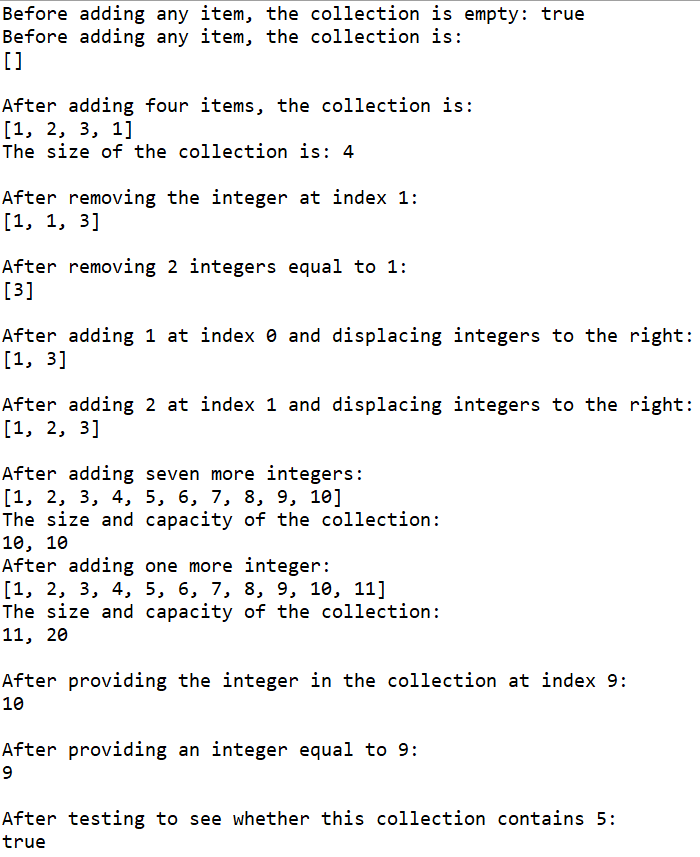 Before adding any item, the collection is empty: true
Before adding any item, the collection is:
[]
After adding four items, the collection is:
[1, 2, 3, 1]
The size of the collection is: 4
After removing the integer at index 1:
[1, 1, 3]
After removing 2 integers equal to 1:
[3]
After adding 1 at index 0 and displacing integers to the right:
[1, 3]
After adding 2 at index 1 and displacing integers to the right:
[1, 2, 3]
After adding seven more integers:
[1, 2, 3, 4, 5, 6, 7, 8, 9, 10]
The size and capacity of the collection:
10, 10
After adding one more integer:
[1, 2, 3, 4, 5, 6, 7, 8, 9, 10, 11]
The size and capacity of the collection:
11, 20
After providing the integer in the collection at index 9:
10
After providing an integer equal to 9:
9
After testing to see whether this collection contains 5:
true